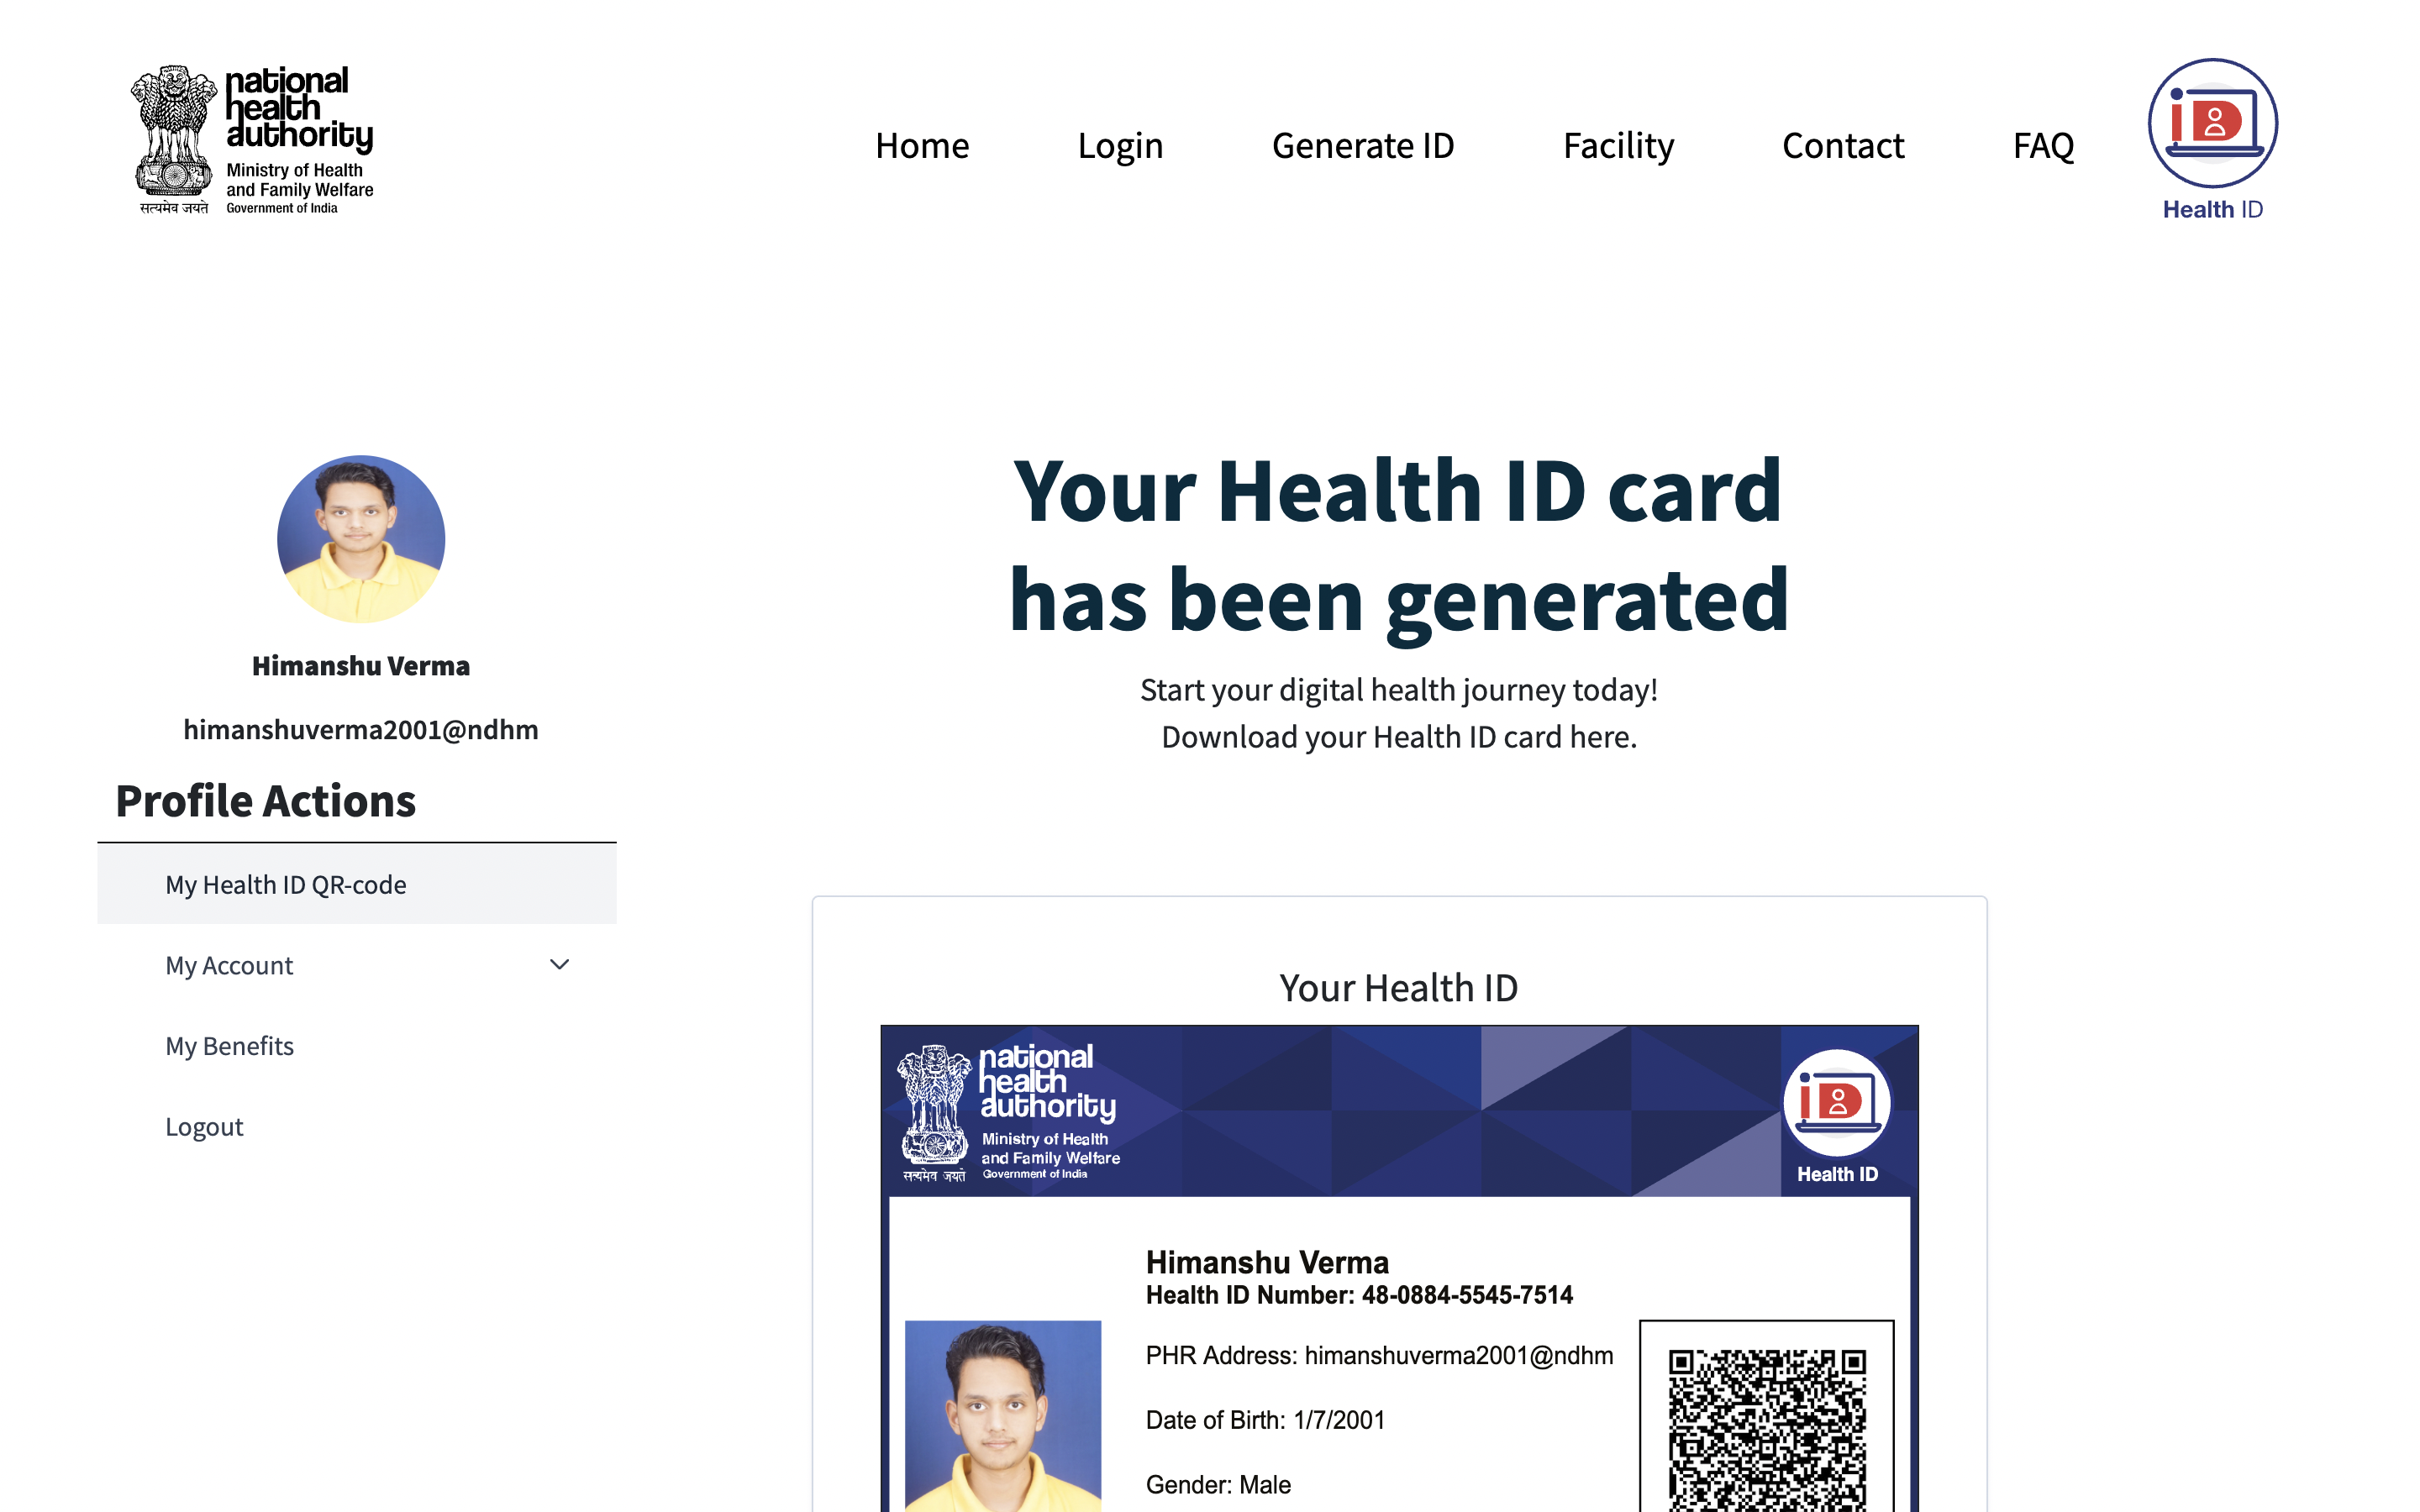 national
health
authority
Ministry of Health
and Family Welfare
Government of India
सत्यमेव जयते
Home
Login
Generate ID
Facility
Contact
FAQ
iD
Health ID
Himanshu Verma
himanshuverma2001@ndhm
Profile Actions
My Health ID QR-code
My Account
My Benefits
Logout
Your Health ID card
has been generated
Start your digital health journey today!
Download your Health ID card here.
Your Health ID
national
health
authority
Ministry of Health
and Family Welfare
Government of India
सत्यमेव जयते
iD
Health ID
Himanshu Verma
Health ID Number: 48-0884-5545-7514
PHR Address: himanshuverma2001@ndhm
Date of Birth: 1/7/2001
Gender: Male